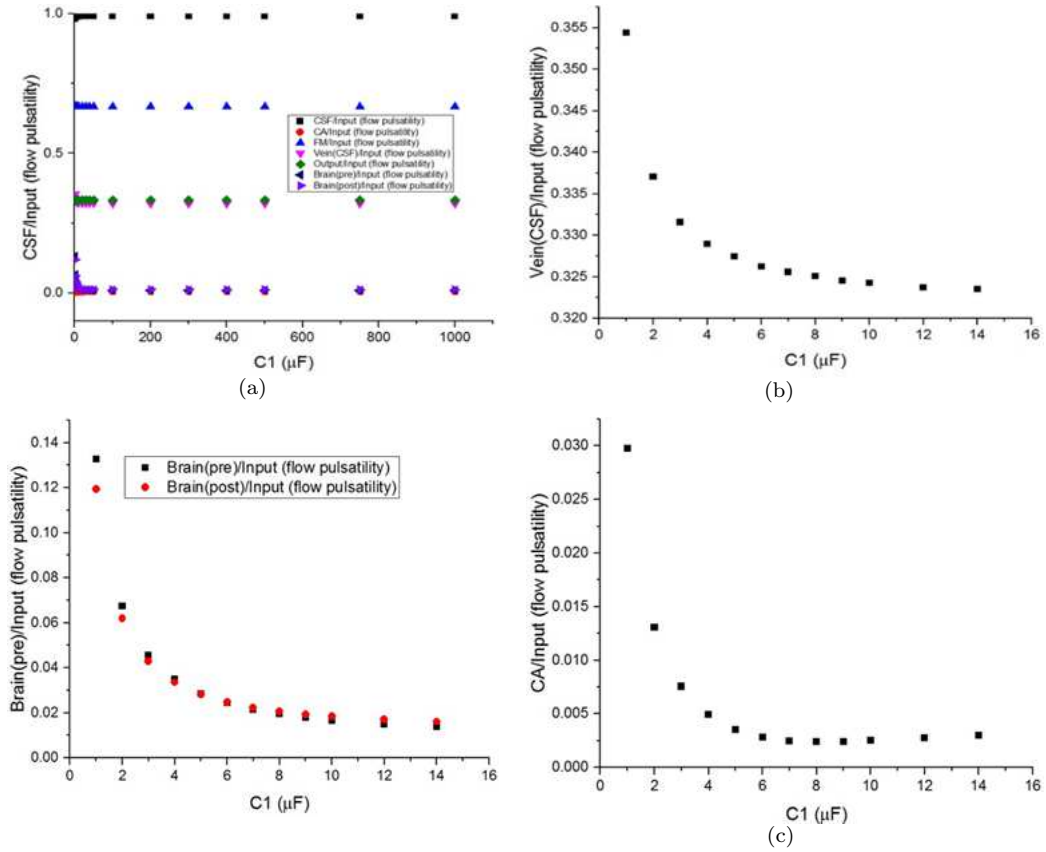 CSF/Input (flow pulsatility)
1.0
0.5
0.0
CSF/Input (flow pulsatility)
CA/Input (flow pulsatility)
FM/Input (flow pulsatility)
Vein(CSF)/Input (flow pulsatility)
Output/Input (flow pulsatility)
Brain(pre)/Input (flow pulsatility)
Brain(post)/Input (flow pulsatility)
0 200 400 600 800 1000
C1 (μF)
(a)
Vein(CSF)/Input (flow pulsatility)
0.355
0.350
0.345
0.340
0.335
0.330
0.325
0.320
0 2 4 6 8 10 12 14 16
C1 (μF)
(b)
Brain(pre)/Input (flow pulsatility)
0.14
0.12
0.10
0.08
0.06
0.04
0.02
0.00
Brain(pre)/Input (flow pulsatility)
Brain(post)/Input (flow pulsatility)
0 2 4 6 8 10 12 14 16
C1 (μF)
CA/Input (flow pulsatility)
0.030
0.025
0.020
0.015
0.010
0.005
0.000
0 2 4 6 8 10 12 14 16
C1 (μF)
(c)